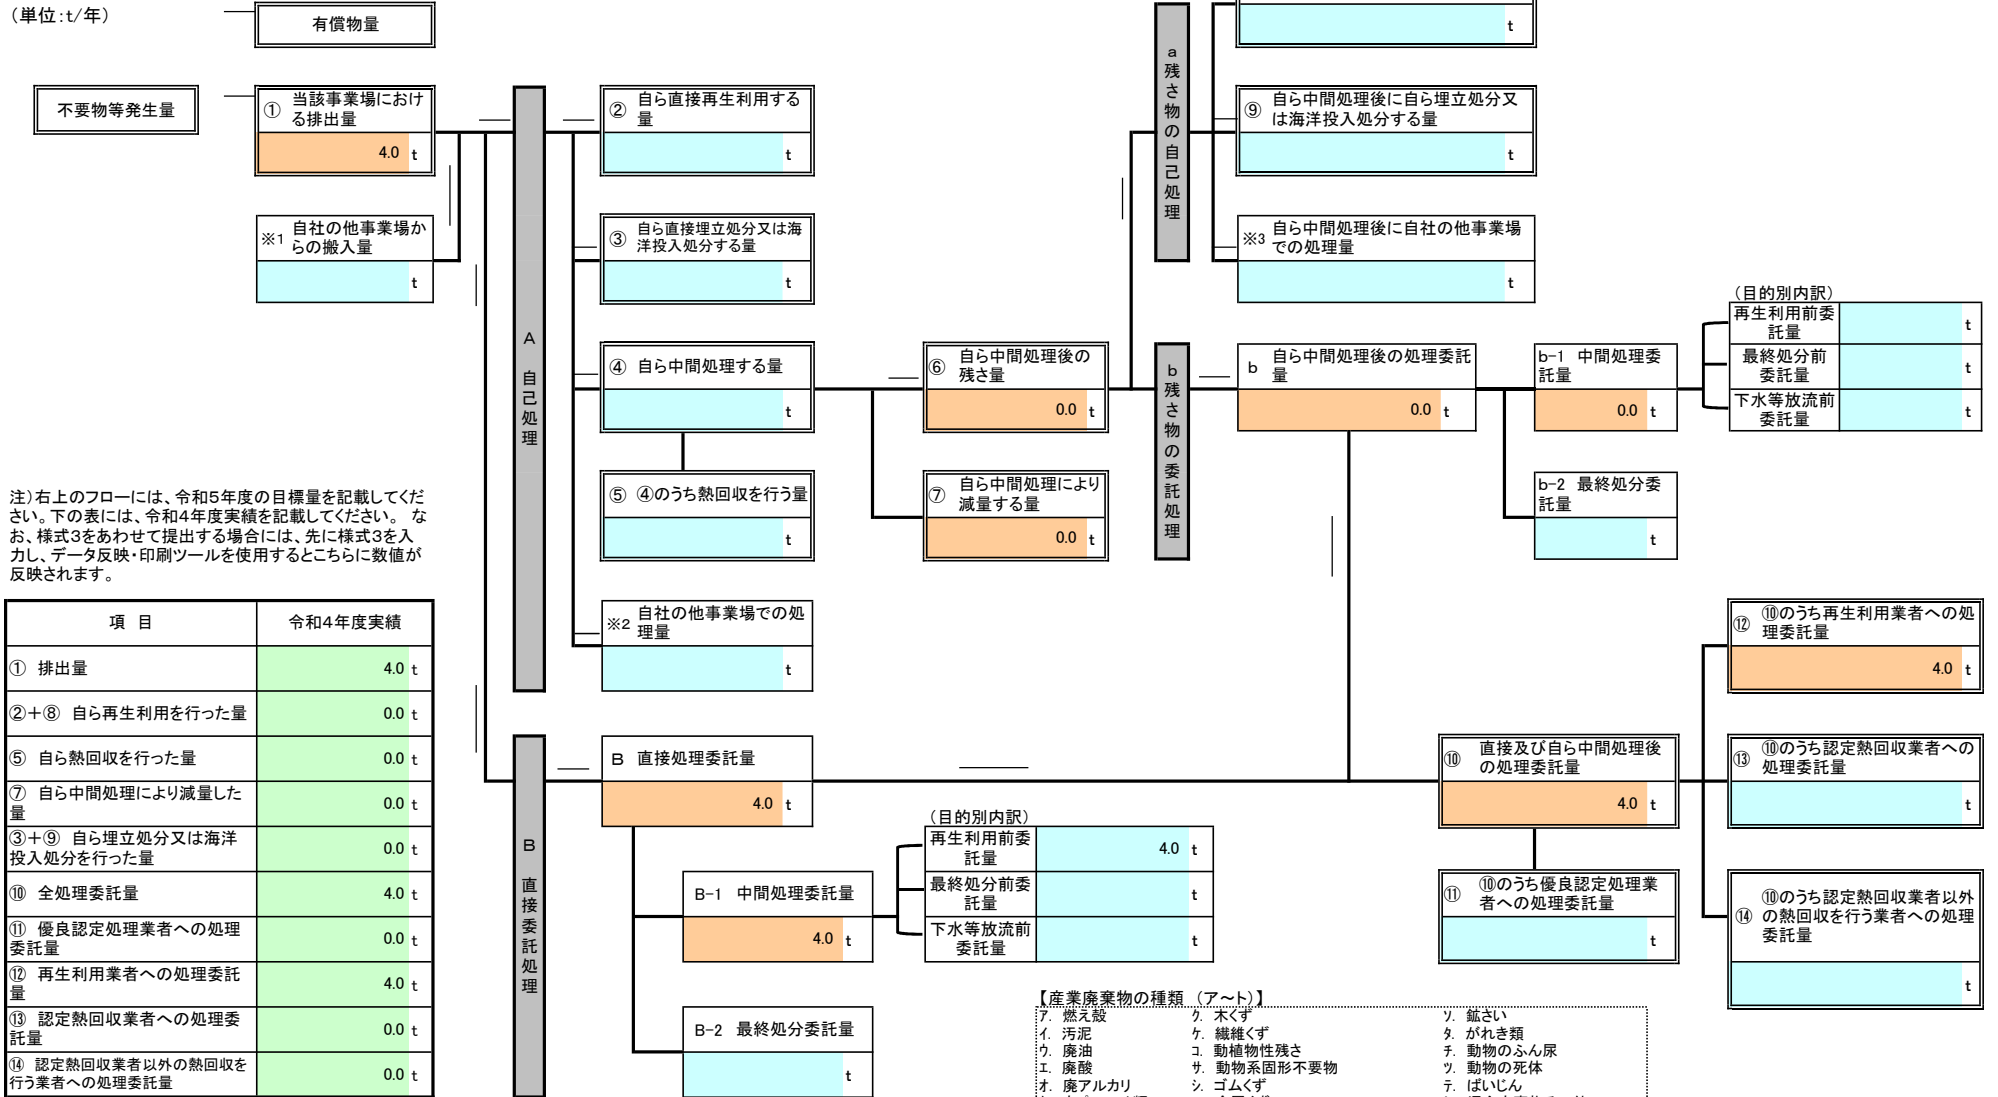 （単位:t/年）
有償物量
t
不要物等発生量
① 当該事業場におけ
る排出量
4.0 t
② 自ら直接再生利用する
量
t
a
残
さ
物
の
自
己
処
理
⑨ 自ら中間処理後に自ら埋立処分又
は海洋投入処分する量
t
※1 自社の他事業場か
らの搬入量
t
③ 自ら直接埋立処分又は海
洋投入処分する量
t
※3 自ら中間処理後に自社の他事業場
での処理量
t
A
自
己
処
理
④ 自ら中間処理する量
t
⑥ 自ら中間処理後の
残さ量
0.0 t
b
残
さ
物
の
委
託
処
理
b 自ら中間処理後の処理委託
量
0.0 t
b-1 中間処理委
託量
0.0 t
（目的別内訳）
再生利用前委
託量
t
最終処分前
委託量
t
下水等放流前
委託量
t
⑤ ④のうち熱回収を行う量
t
⑦ 自ら中間処理により
減量する量
0.0 t
b-2 最終処分委
託量
t
注）右上のフローには、令和5年度の目標量を記載してくだ
さい。下の表には、令和4年度実績を記載してください。 な
お、様式3をあわせて提出する場合には、先に様式3を入
力し、データ反映・印刷ツールを使用するとこちらに数値が
反映されます。
※2 自社の他事業場での処
理量
t
項 目 令和4年度実績
① 排出量 4.0 t
②＋⑧ 自ら再生利用を行った量 0.0 t
⑤ 自ら熱回収を行った量 0.0 t
⑦ 自ら中間処理により減量した
量 0.0 t
③＋⑨ 自ら埋立処分又は海洋
投入処分を行った量 0.0 t
⑩ 全処理委託量 4.0 t
⑪ 優良認定処理業者への処理
委託量 0.0 t
⑫ 再生利用業者への処理委託
量 4.0 t
⑬ 認定熱回収業者への処理委
託量 0.0 t
⑭ 認定熱回収業者以外の熱回収を
行う業者への処理委託量 0.0 t
B
直
接
委
託
処
理
B 直接処理委託量
4.0 t
B-1 中間処理委託量
4.0 t
（目的別内訳）
再生利用前委
託量
4.0 t
最終処分前委
託量
t
下水等放流前
委託量
t
B-2 最終処分委託量
t
⑩ 直接及び自ら中間処理後
の処理委託量
4.0 t
⑪ ⑩のうち優良認定処理業
者への処理委託量
t
⑫ ⑩のうち再生利用業者への処
理委託量
4.0 t
⑬ ⑩のうち認定熱回収業者への
処理委託量
t
⑭ ⑩のうち認定熱回収業者以外
の熱回収を行う業者への処理
委託量
t
【産業廃棄物の種類 （ア～ト）】
ア. 燃え殻 ク. 木くず ソ. 鉱さい
イ. 汚泥 ケ. 繊維くず タ. がれき類
ウ. 廃油 コ. 動植物性残さ チ. 動物のふん尿
エ. 廃酸 サ. 動物系固形不要物 ツ. 動物の死体
オ. 廃アルカリ シ. ゴムくず テ. ばいじん